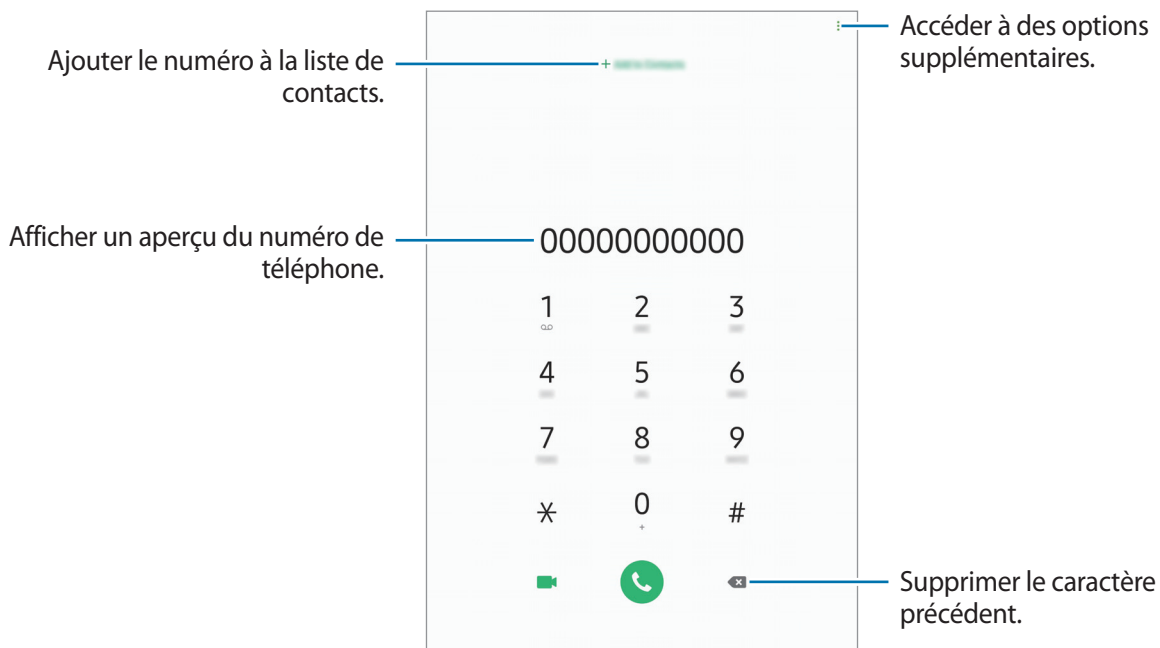 Accéder à des options
supplémentaires.
Ajouter le numéro à la liste de
contacts.
+
Afficher un aperçu du numéro de
téléphone.
00000000000
1 2 3
4 5 6
7 8 9
* 0 #
+
Supprimer le caractère
précédent.